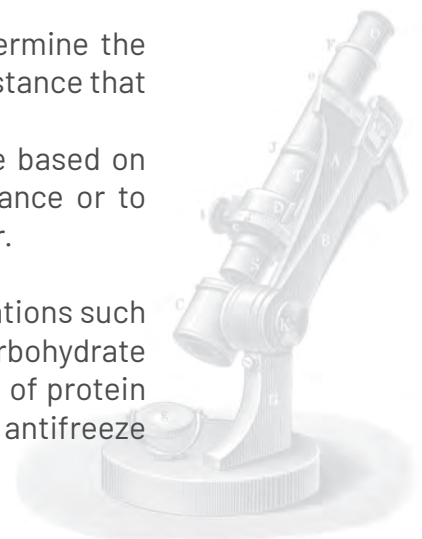 ermine the
stance that
e based on
ance or to
r.
ations such
rbohydrate
of protein
antifreeze